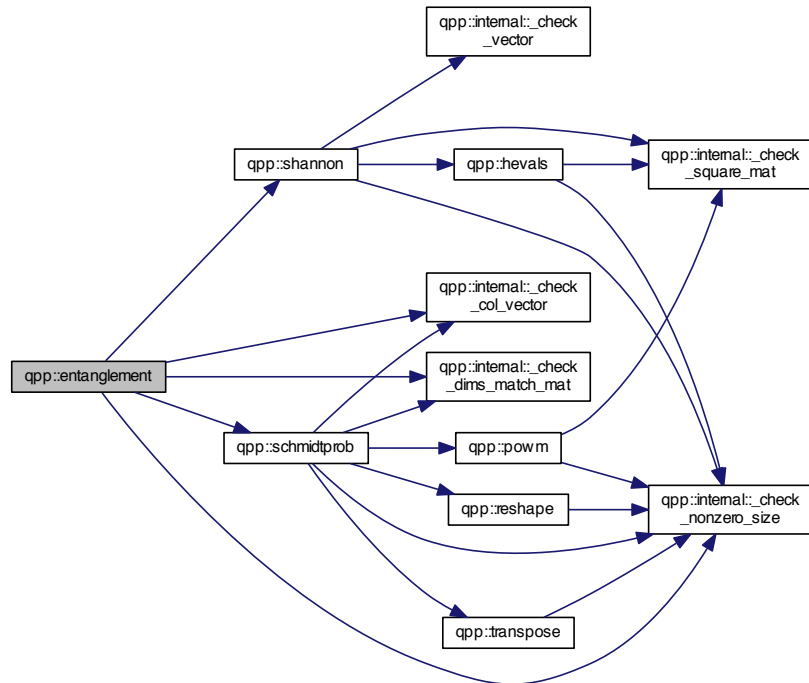 qpp::internal::_check
_vector
qpp::shannon
qpp::hevals
qpp::internal::_check
_square_mat
qpp::internal::_check
_col_vector
qpp::entanglement
qpp::internal::_check
_dims_match_mat
qpp::schmidtprob
qpp::powm
qpp::reshape
qpp::internal::_check
_nonzero_size
qpp::transpose